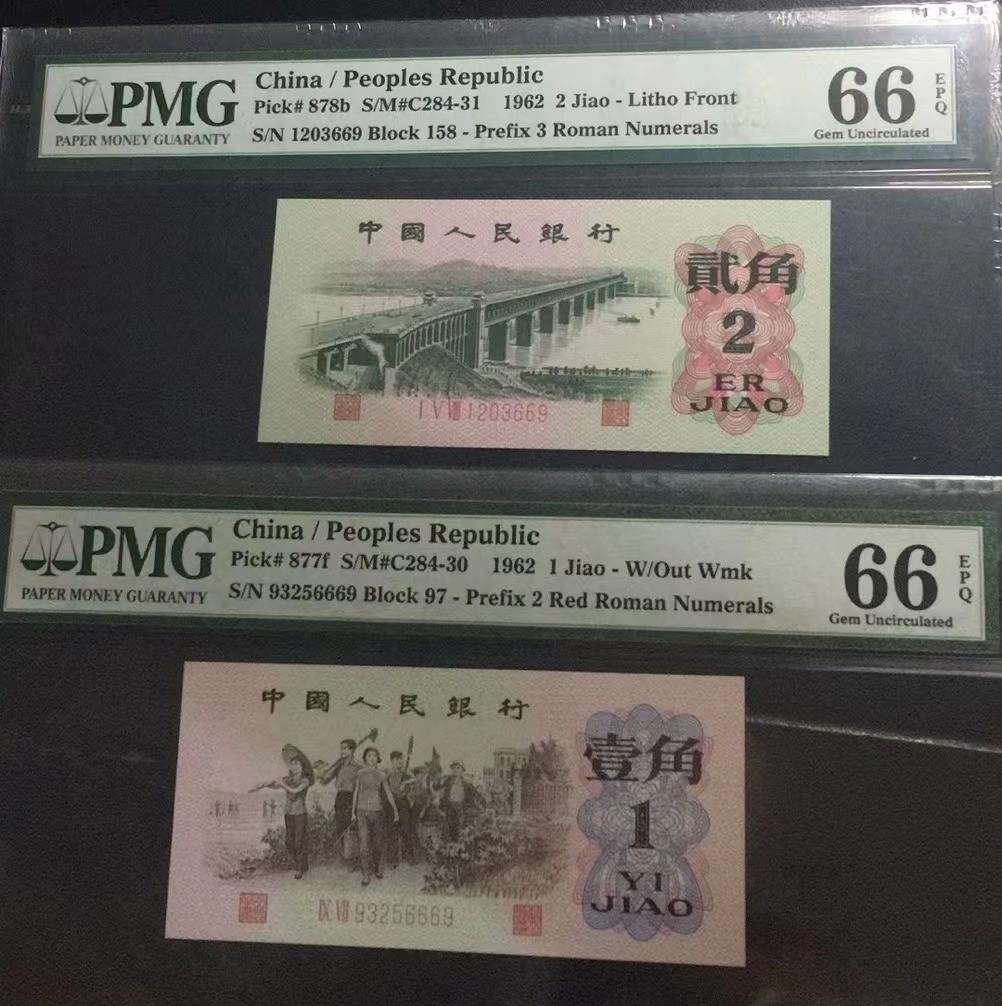 PMG
PAPER MONEY GUARANTY
China / Peoples Republic
Pick# 878b S/M#C284-31 1962 2 Jiao - Litho Front
S/N 1203669 Block 158 - Prefix 3 Roman Numerals
66
EPQ
Gem Uncirculated
中國人民銀行
貳角
2
ER
JIAO
I V VIII 1203669
PMG
PAPER MONEY GUARANTY
China / Peoples Republic
Pick# 877f S/M#C284-30 1962 1 Jiao - W/Out Wmk
S/N 93256669 Block 97 - Prefix 2 Red Roman Numerals
66
EPQ
Gem Uncirculated
中國人民銀行
壹角
1
YI
JIAO
IX VII 93256669